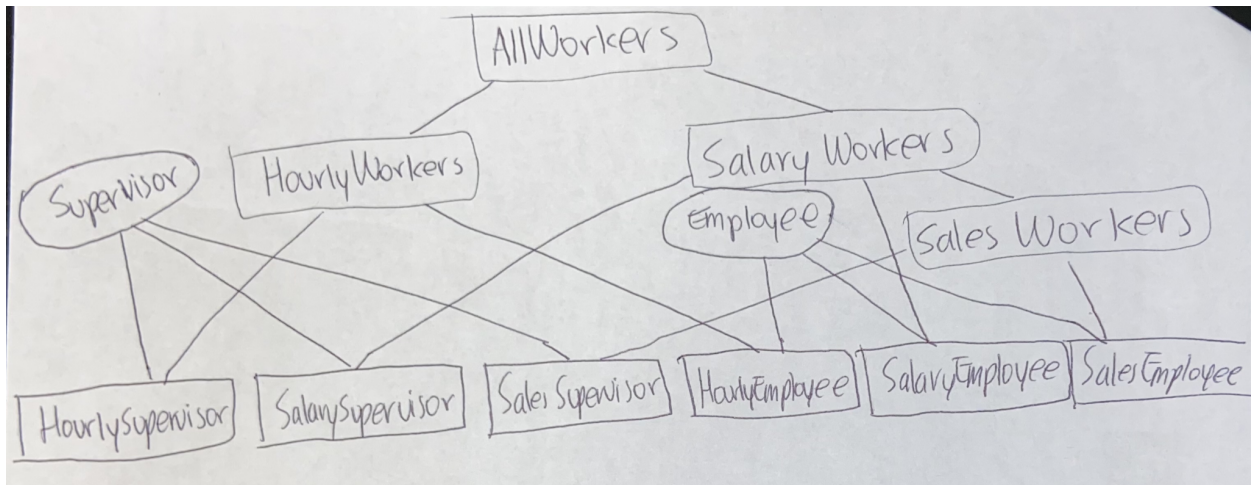 AllWorkers
Supervisor
HourlyWorkers
Salary Workers
Employee
Sales Workers
HourlySupervisor
SalarySupervisor
Sales Supervisor
HourlyEmployee
SalaryEmployee
SalesEmployee